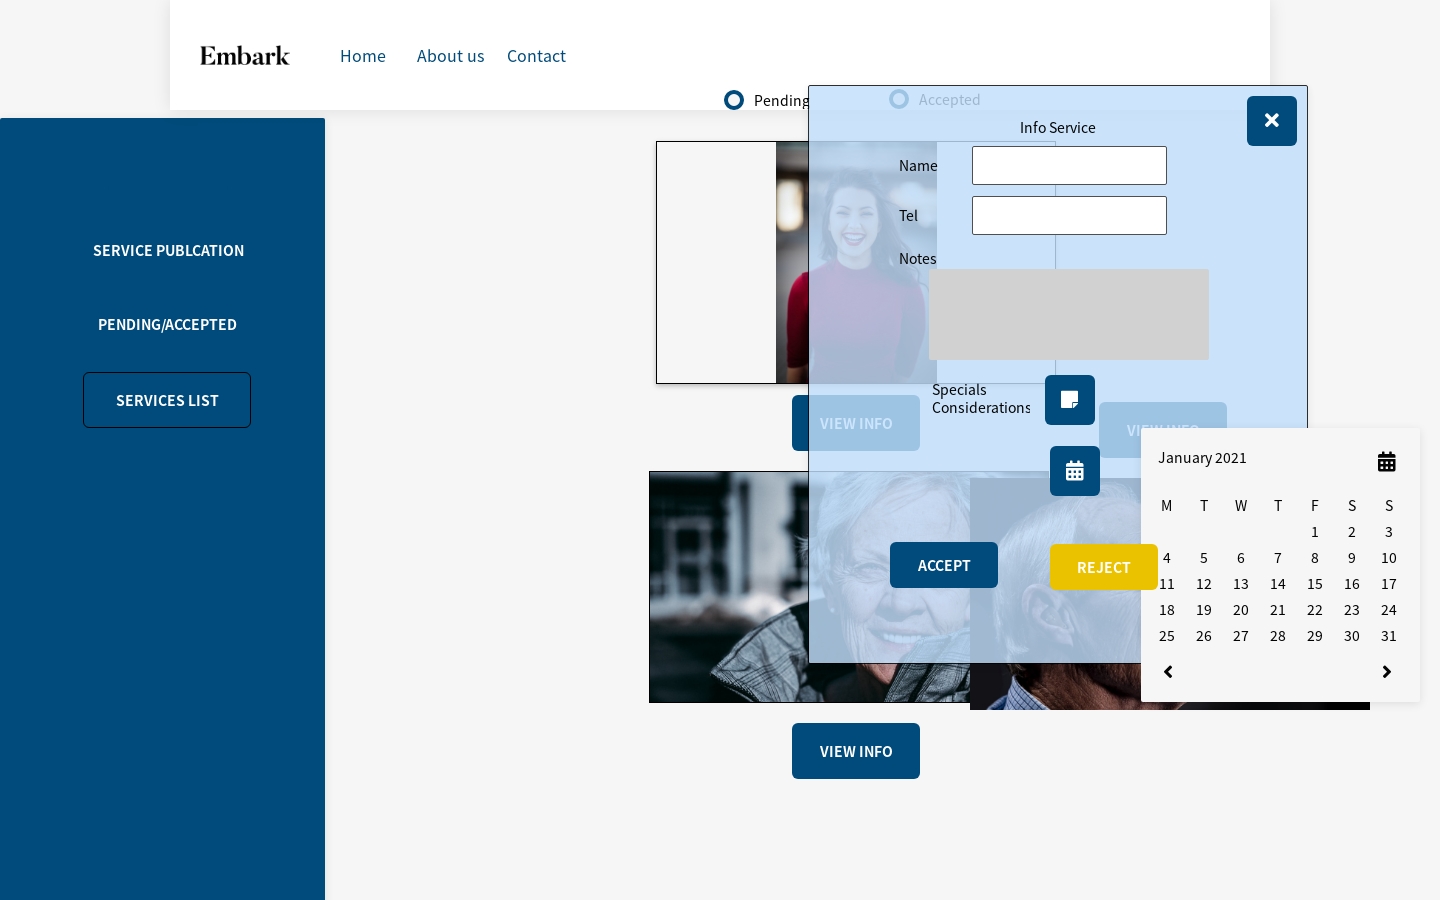 Embark
Home
About us
Contact
Pending
Accepted
Info Service
Name
Tel
Notes
SERVICE PUBLCATION
PENDING/ACCEPTED
SERVICES LIST
Specials
Considerations
VIEW INFO
VIEW INFO
January 2021
M T W T F S S
1 2 3
4 5 6 7 8 9 10
11 12 13 14 15 16 17
18 19 20 21 22 23 24
25 26 27 28 29 30 31
ACCEPT
REJECT
VIEW INFO